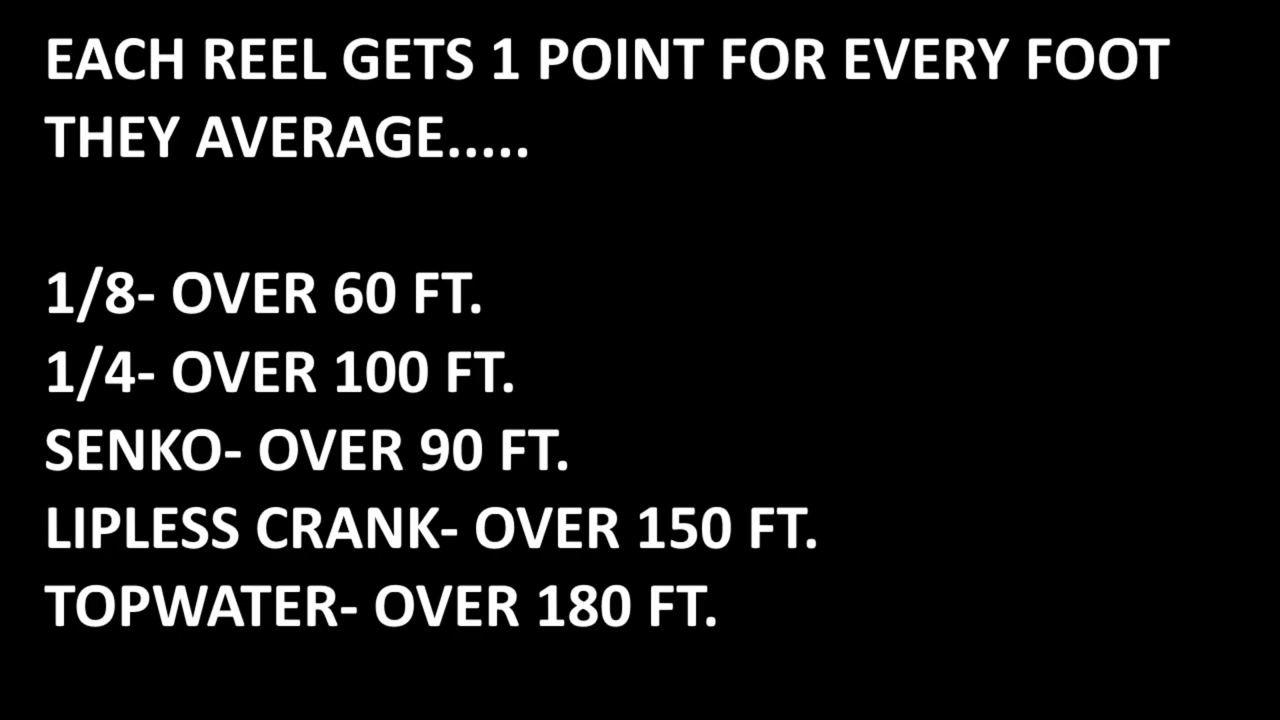 EACH REEL GETS 1 POINT FOR EVERY FOOT
THEY AVERAGE.....
1/8- OVER 60 FT.
1/4- OVER 100 FT.
SENKO- OVER 90 FT.
LIPLESS CRANK- OVER 150 FT.
TOPWATER- OVER 180 FT.